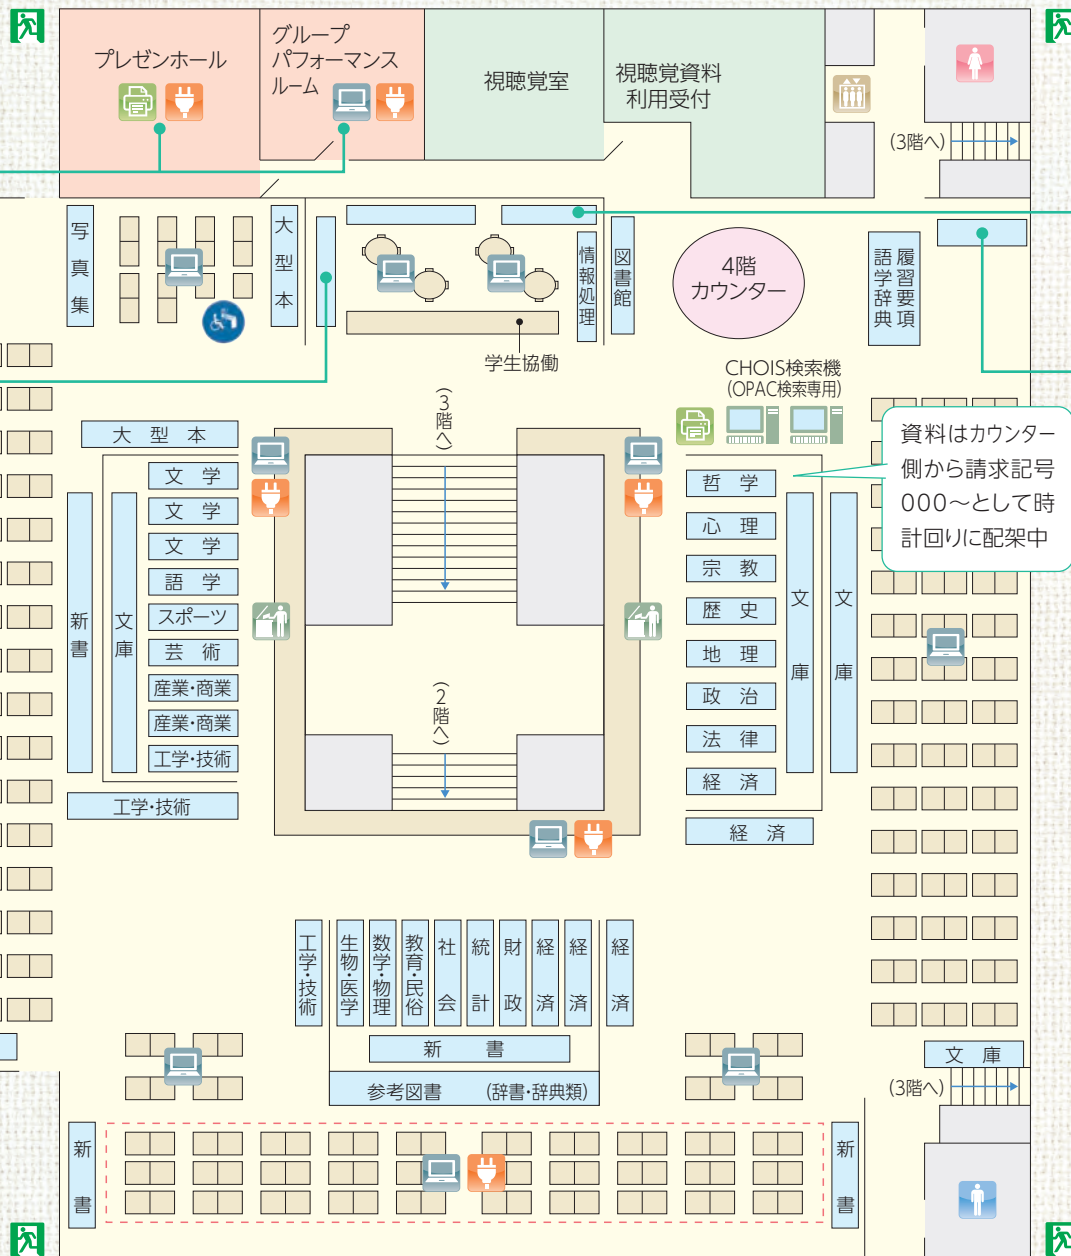 プレゼンホール
グループ
パフォーマンス
ルーム
視聴覚室
視聴覚資料
利用受付
(3階へ)
写真集
大型本
情報処理
図書館
4階
カウンター
履習要項
語学辞典
学生協働
CHOIS検索機
(OPAC検索専用)
資料はカウンター
側から請求記号
000～として時
計回りに配架中
(3階へ)
大型本
文学
文学
文学
語学
スポーツ
芸術
産業・商業
産業・商業
工学・技術
新書
文庫
工学・技術
(2階へ)
哲学
心理
宗教
歴史
地理
政治
法律
経済
文庫
文庫
経済
工学・技術
生物・医学
数学・物理
教育・民俗
社会
統計
財政
経済
経済
経済
新書
参考図書 (辞書・辞典類)
文庫
(3階へ)
新書
新書